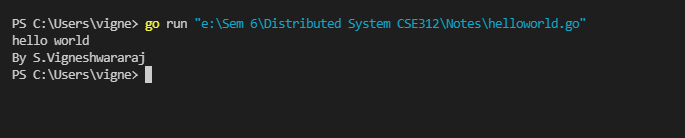 PS C:\Users\vigne> go run "e:\Sem 6\Distributed System CSE312\Notes\helloworld.go"
hello world
By S.Vigneshwararaj
PS C:\Users\vigne>